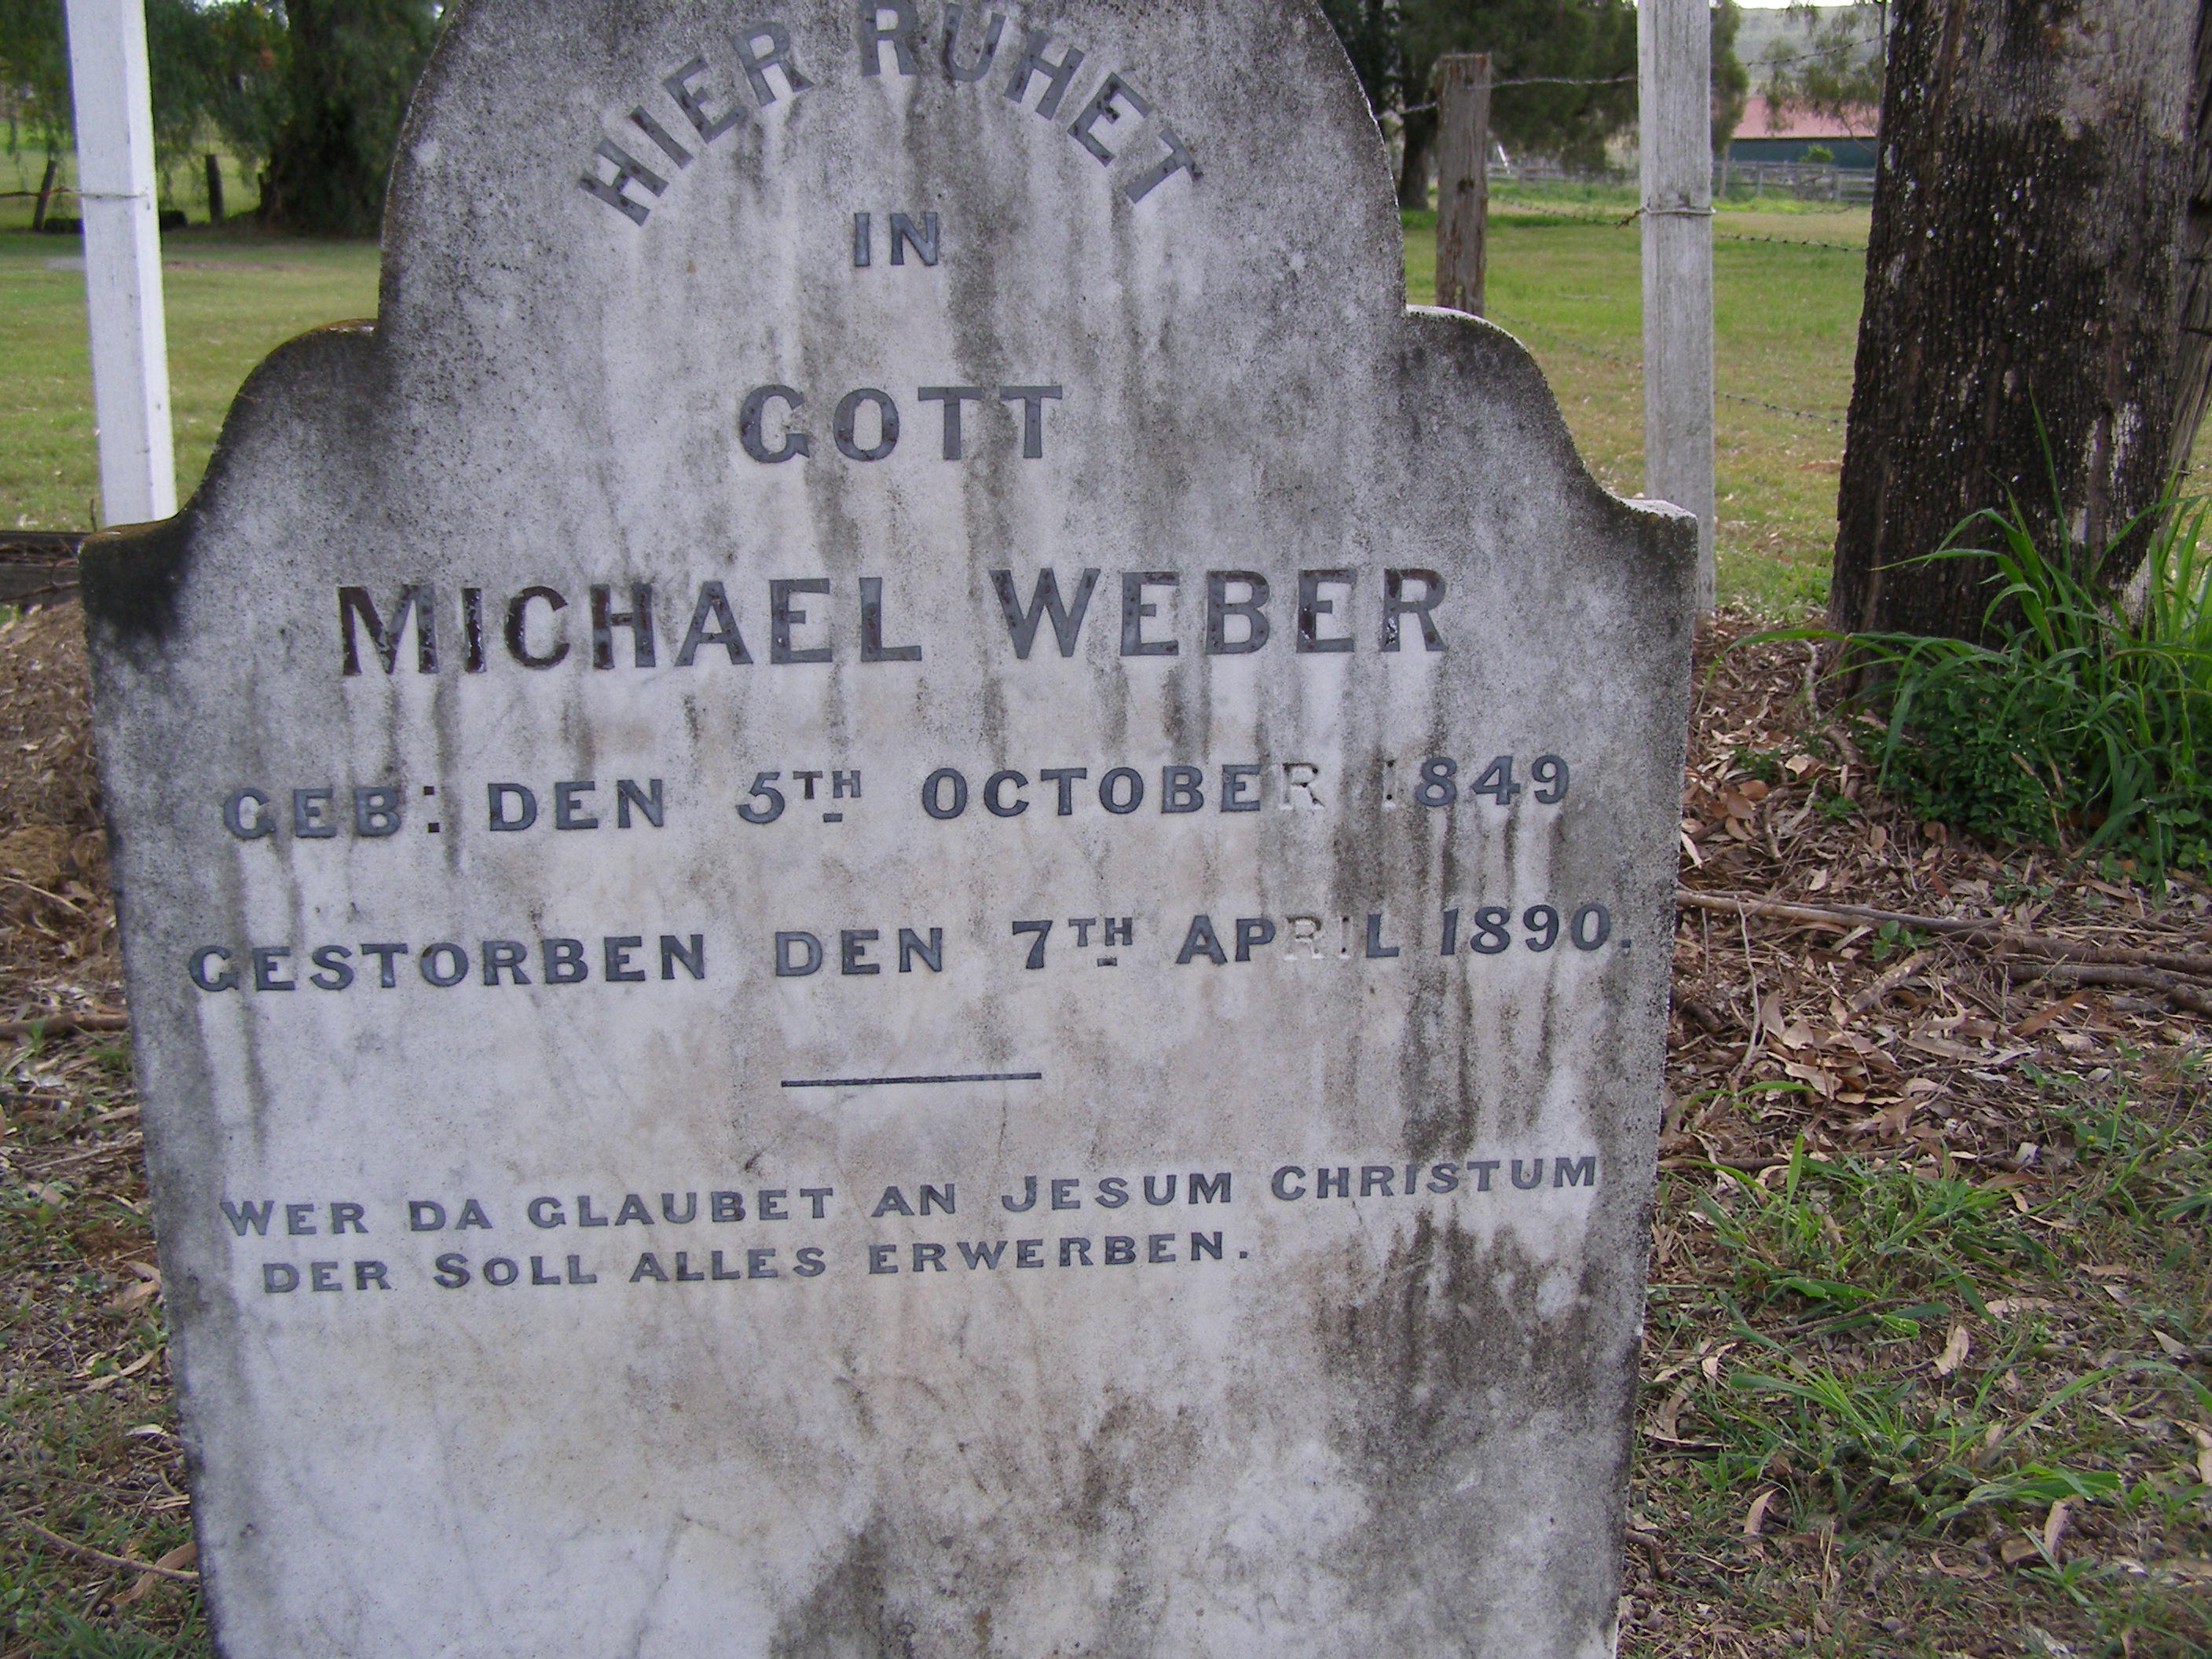 HIER RUHET
IN
GOTT
MICHAEL WEBER
GEB: DEN 5TH OCTOBER 1849
GESTORBEN DEN 7TH APRIL 1890.
WER DA GLAUBET AN JESUM CHRISTUM
DER SOLL ALLES ERWERBEN.